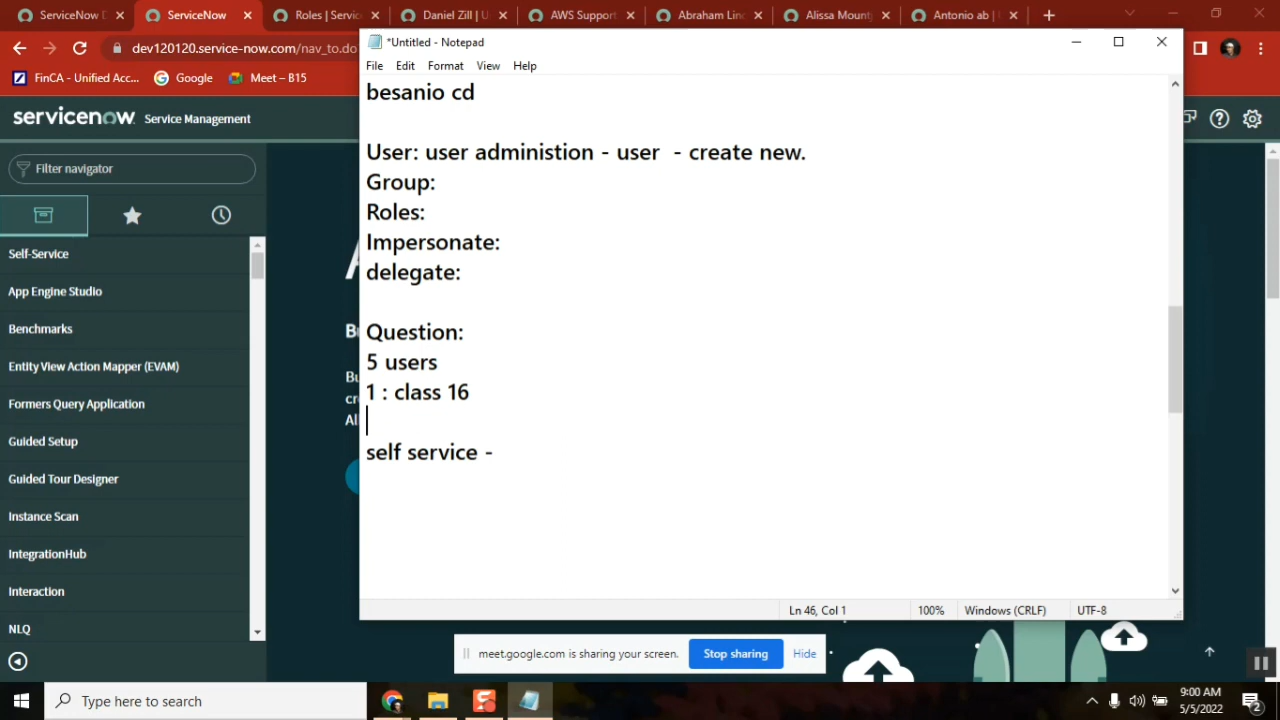 ServiceNow D
ServiceNow
Roles | Service
Daniel Zill | U
AWS Support
Abraham Linc
Alissa Mountj
Antonio ab | U
dev120120.service-now.com/nav_to.do
FinCA - Unified Acc...
Google
Meet – B15
*Untitled - Notepad
File Edit Format View Help
servicenow Service Management
Filter navigator
Self-Service
App Engine Studio
Benchmarks
Entity View Action Mapper (EVAM)
Formers Query Application
Guided Setup
Guided Tour Designer
Instance Scan
IntegrationHub
Interaction
NLQ
besanio cd
User: user administion - user - create new.
Group:
Roles:
Impersonate:
delegate:
Question:
5 users
1 : class 16
self service -
Ln 46, Col 1
100%
Windows (CRLF)
UTF-8
meet.google.com is sharing your screen.
Stop sharing
Hide
Type here to search
9:00 AM
5/5/2022
2